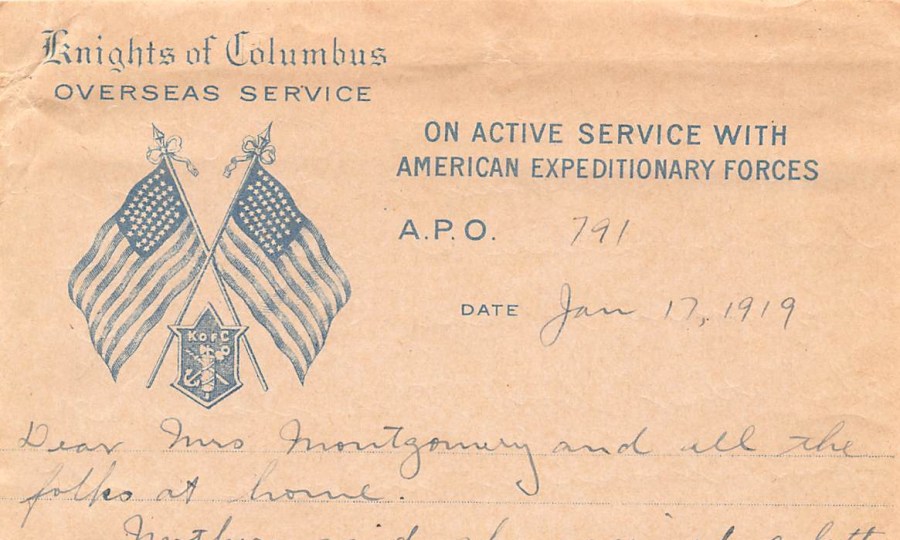 Knights of Columbus
OVERSEAS SERVICE
ON ACTIVE SERVICE WITH
AMERICAN EXPEDITIONARY FORCES
A.P.O. 791
DATE Jan 17, 1919
K of C
Dear Mrs Montgomery and all the
folks at home.